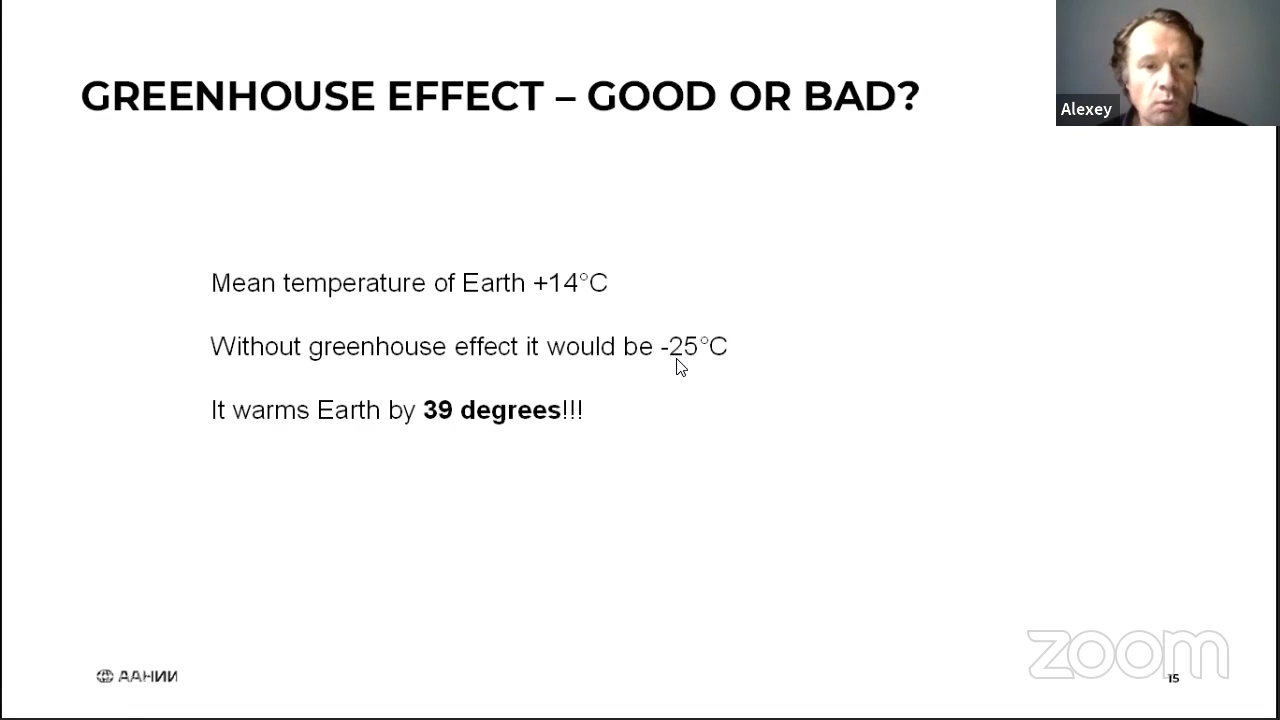 GREENHOUSE EFFECT – GOOD OR BAD?
Alexey
Mean temperature of Earth +14°C
Without greenhouse effect it would be -25°C
It warms Earth by 39 degrees!!!
ААНИИ
zoom
15